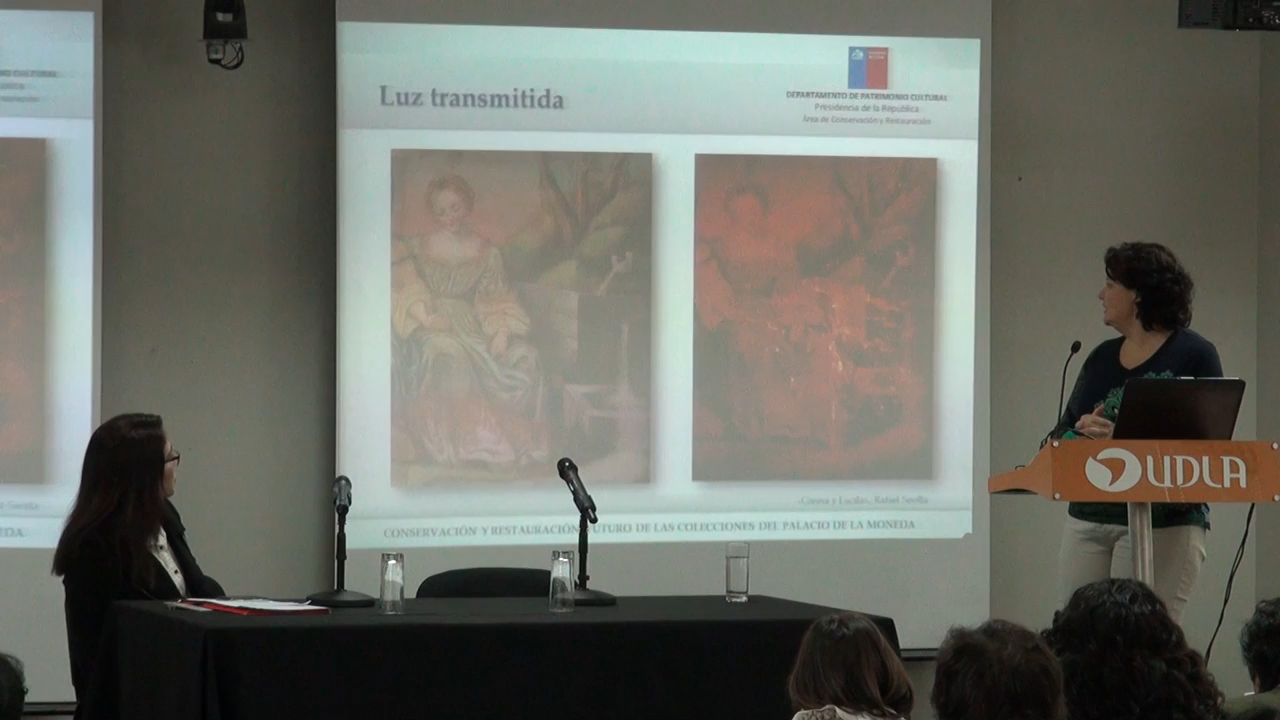 Luz transmitida
DEPARTAMENTO DE PATRIMONIO CULTURAL
Presidencia de la República
Área de Conservación y Restauración
Rafael
CONSERVACIÓN Y RESTAURACIÓN FUTURO DE LAS COLECCIONES DEL PALACIO DE LA MONEDA
UDLA